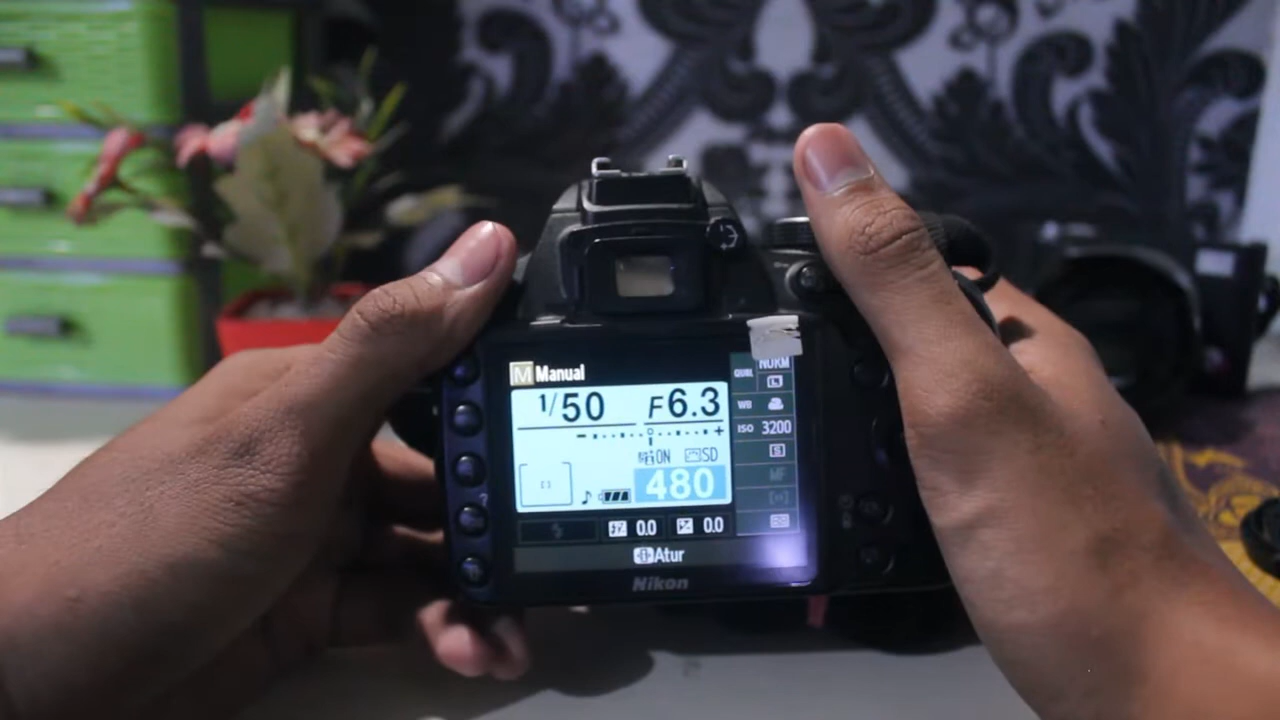 M Manual
1/50 F6.3
- +
ON SD
480
0.0 0.0
Atur
QUAL NORM
L
WB
ISO 3200
S
MF
Nikon